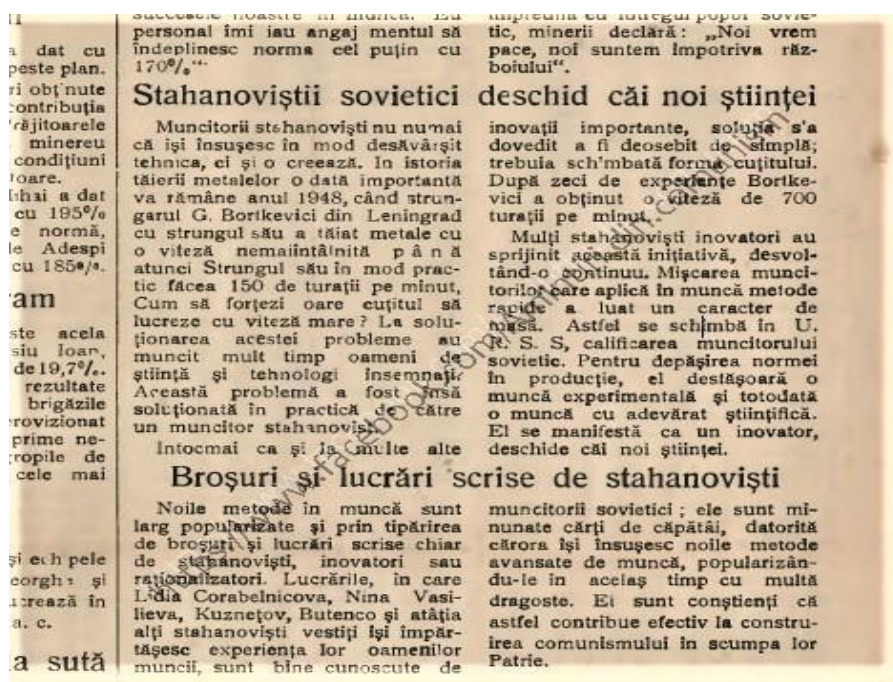 dat cu
peste plan.
obținute
contribuția
minereu
condițiuni
a dat
cu 195%
normă,
Adespi
cu 185%.
acela
Ioan,
de 19,7%.
rezultate
brigăzile
prime ne-
cele mai
și
și
în
a. c.
a sută
personal îmi iau angaj mentul să
îndeplinesc norma cel puțin cu
170%."
tic, minerii declară: „Noi vrem
pace, noi suntem împotriva răz-
boiului".
Stahanoviștii sovietici deschid căi noi științei
Muncitorii stahanoviști nu numai
că își însușesc în mod desăvârșit
tehnica, ci și o creează. In istoria
tăierii metalelor o dată importantă
va rămâne anul 1948, când strun-
garul G. Bortkevici din Leningrad
cu strungul său a tăiat metale cu
o viteză nemaiîntâlnită până
atunci Strungul său în mod prac-
tic făcea 150 de turații pe minut,
Cum să forțezi oare cuțitul să
lucreze cu viteză mare? La solu-
ționarea acestei probleme au
muncit mult timp oameni de
știință și tehnologi însemnați.
Această problemă a fost însă
soluționată în practică de către
un muncitor stahanovist.
Intocmai ca și la multe alte
inovații importante, soluția s'a
dovedit a fi deosebit de simplă;
trebuia sch'mbată forma cuțitului.
După zeci de experiențe Bortke-
vici a obținut o viteză de 700
turații pe minut.
Mulți stahanoviști inovatori au
sprijinit această inițiativă, desvol-
tând-o continuu. Mișcarea munci-
torilor care aplică în muncă metode
rapide a luat un caracter de
masă. Astfel se schimbă în U.
R. S. S, calificarea muncitorului
sovietic. Pentru depășirea normei
în producție, el desfășoară o
muncă experimentală și totodată
o muncă cu adevărat științifică.
El se manifestă ca un inovator,
deschide căi noi științei.
Broșuri și lucrări scrise de stahanoviști
Noile metode în muncă sunt
larg popularizate și prin tipărirea
de broșuri și lucrări scrise chiar
de stahanoviști, inovatori sau
raționalizatori. Lucrările, în care
Lidia Corabelnicova, Nina Vasi-
lieva, Kuznețov, Butenco și atâția
alți stahanoviști vestiți își împăr-
tășesc experiența lor oamenilor
muncii, sunt bine cunoscute de
muncitorii sovietici; ele sunt mi-
nunate cărți de căpătâi, datorită
cărora își însușesc noile metode
avansate de muncă, popularizân-
du-le în acelaș timp cu multă
dragoste. Ei sunt conștienți că
astfel contribue efectiv la constru-
irea comunismului în scumpa lor
Patrie.